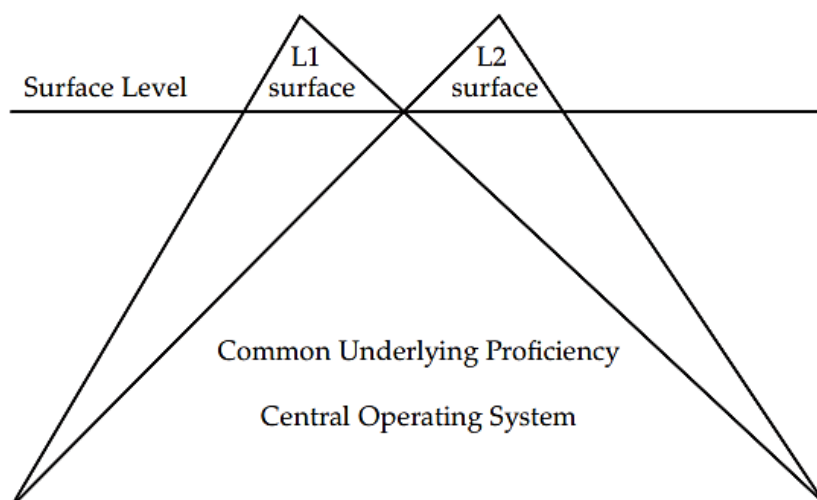 L1
surface
L2
surface
Surface Level
Common Underlying Proficiency
Central Operating System